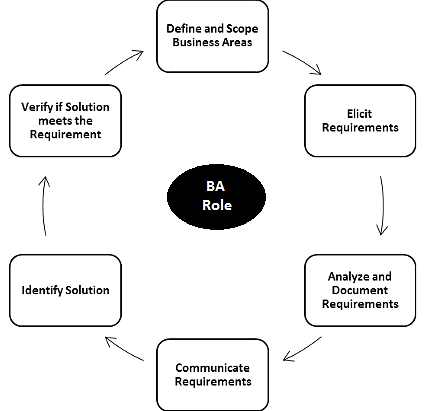 Define and Scope
Business Areas
Elicit
Requirements
Analyze and
Document
Requirements
Communicate
Requirements
Identify Solution
Verify if Solution
meets the
Requirement
BA
Role